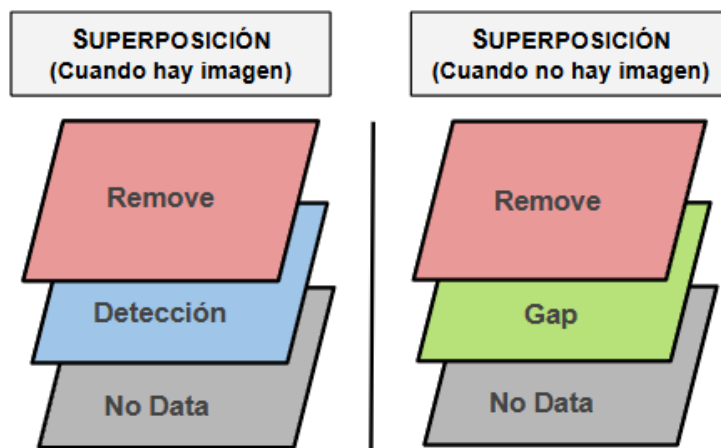 SUPERPOSICIÓN
(Cuando hay imagen)
Remove
Detección
No Data
SUPERPOSICIÓN
(Cuando no hay imagen)
Remove
Gap
No Data